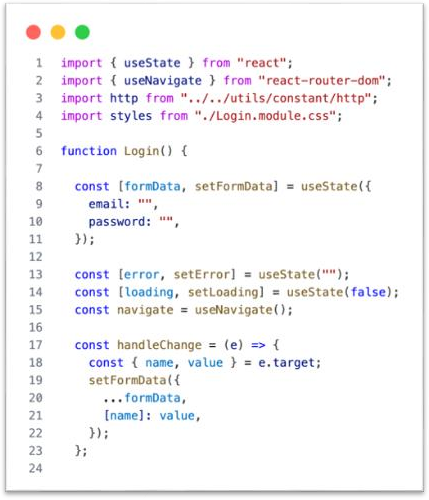 1 import { useState } from "react";
2 import { useNavigate } from "react-router-dom";
3 import http from "../../utils/constant/http";
4 import styles from "./Login.module.css";
5
6 function Login() {
7
8   const [formData, setFormData] = useState({
9     email: "",
10     password: "",
11   });
12
13   const [error, setError] = useState("");
14   const [loading, setLoading] = useState(false);
15   const navigate = useNavigate();
16
17   const handleChange = (e) => {
18     const { name, value } = e.target;
19     setFormData({
20       ...formData,
21       [name]: value,
22     });
23   };
24